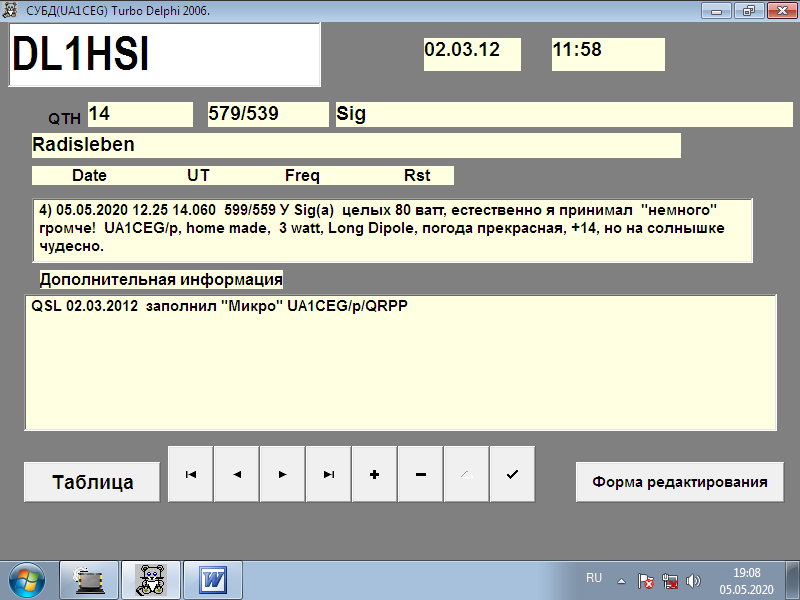 СУБД(UA1CEG) Turbo Delphi 2006.
DL1HSI
02.03.12
11:58
QTH
14
579/539
Sig
Radisleben
Date UT Freq Rst
4) 05.05.2020 12.25 14.060 599/559 У Sig(а) целых 80 ватт, естественно я принимал "немного"
громче! UA1CEG/p, home made, 3 watt, Long Dipole, погода прекрасная, +14, но на солнышке
чудесно.
Дополнительная информация
QSL 02.03.2012 заполнил "Микро" UA1CEG/p/QRPP
Таблица
Форма редактирования
RU
19:08
05.05.2020